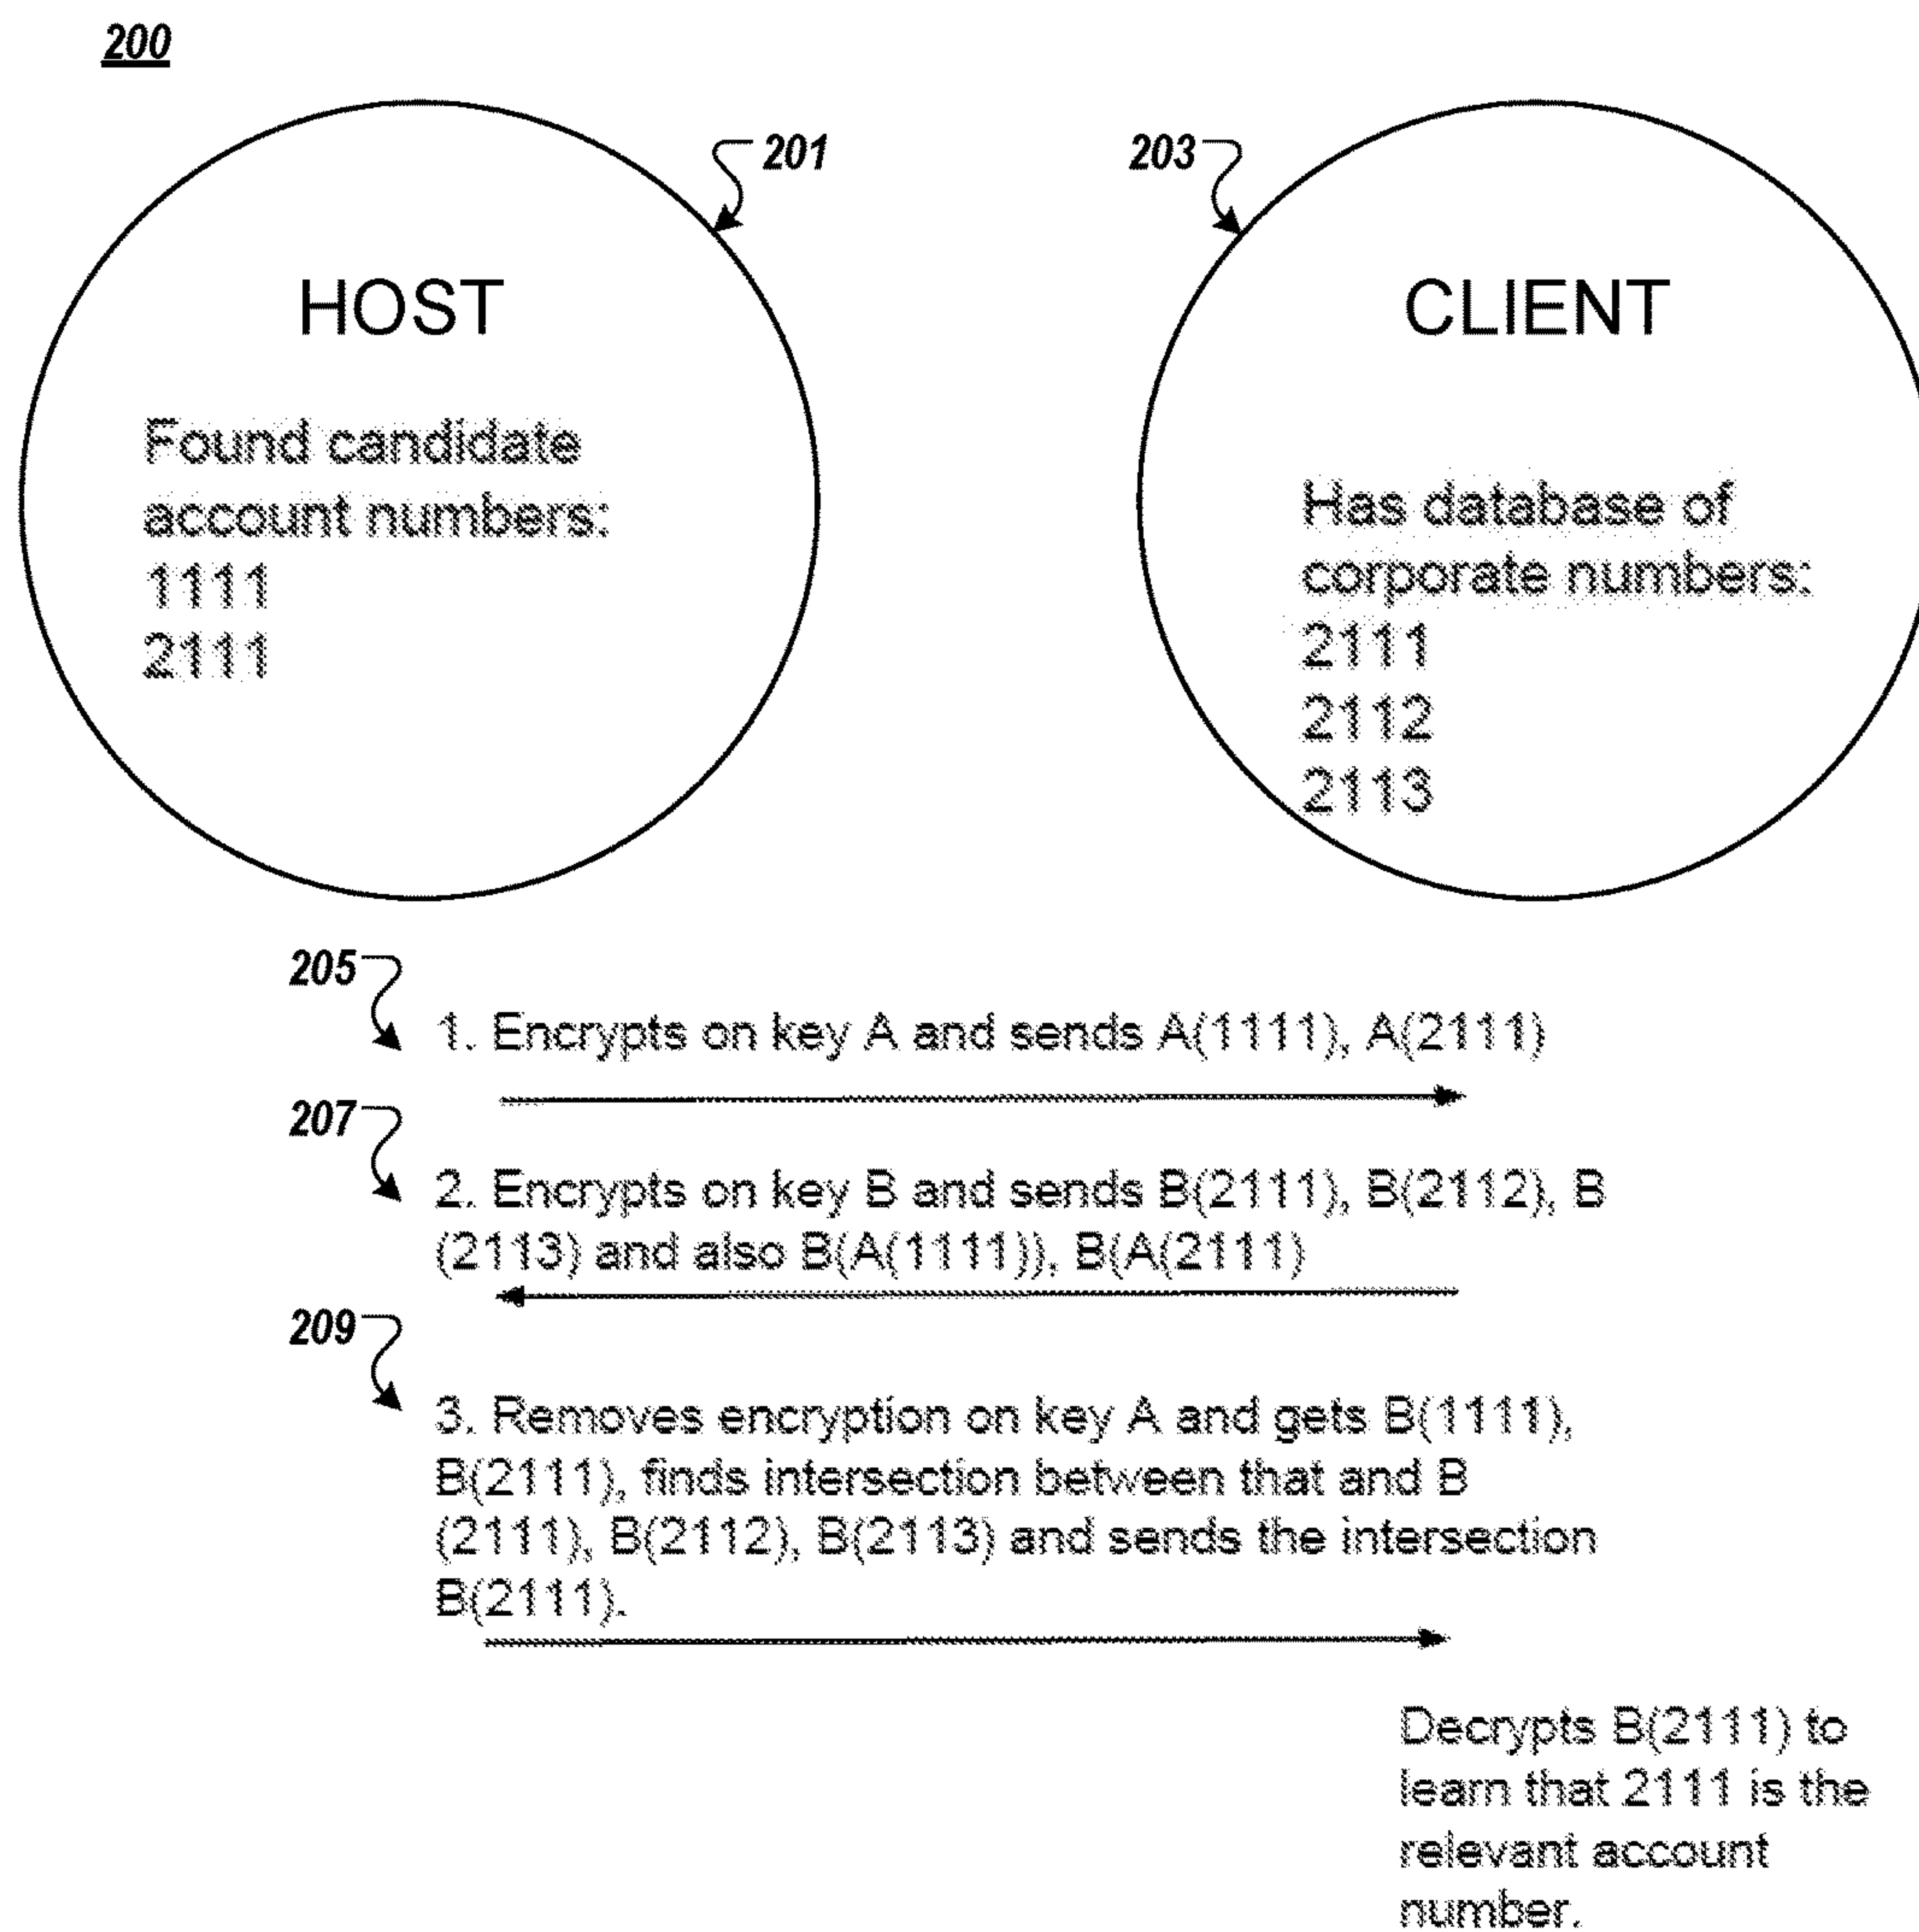 200
201
203
HOST
Found candidate
account numbers:
1111
2111
CLIENT
Has database of
corporate numbers:
2111
2112
2113
205
1. Encrypts on key A and sends A(1111), A(2111)
207
2. Encrypts on key B and sends B(2111), B(2112), B
(2113) and also B(A(1111)), B(A(2111)
209
3. Removes encryption on key A and gets B(1111),
B(2111), finds intersection between that and B
(2111), B(2112), B(2113) and sends the intersection
B(2111).
Decrypts B(2111) to
learn that 2111 is the
relevant account
number.